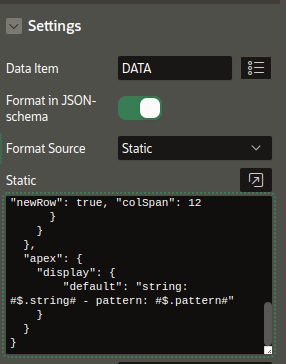 Settings
Data Item
DATA
Format in JSON-
schema
Format Source
Static
Static
"newRow": true, "colSpan": 12
      }
    }
  },
  "apex": {
    "display": {
        "default": "string:
#$.string# - pattern: #$.pattern#"
    }
  }
}